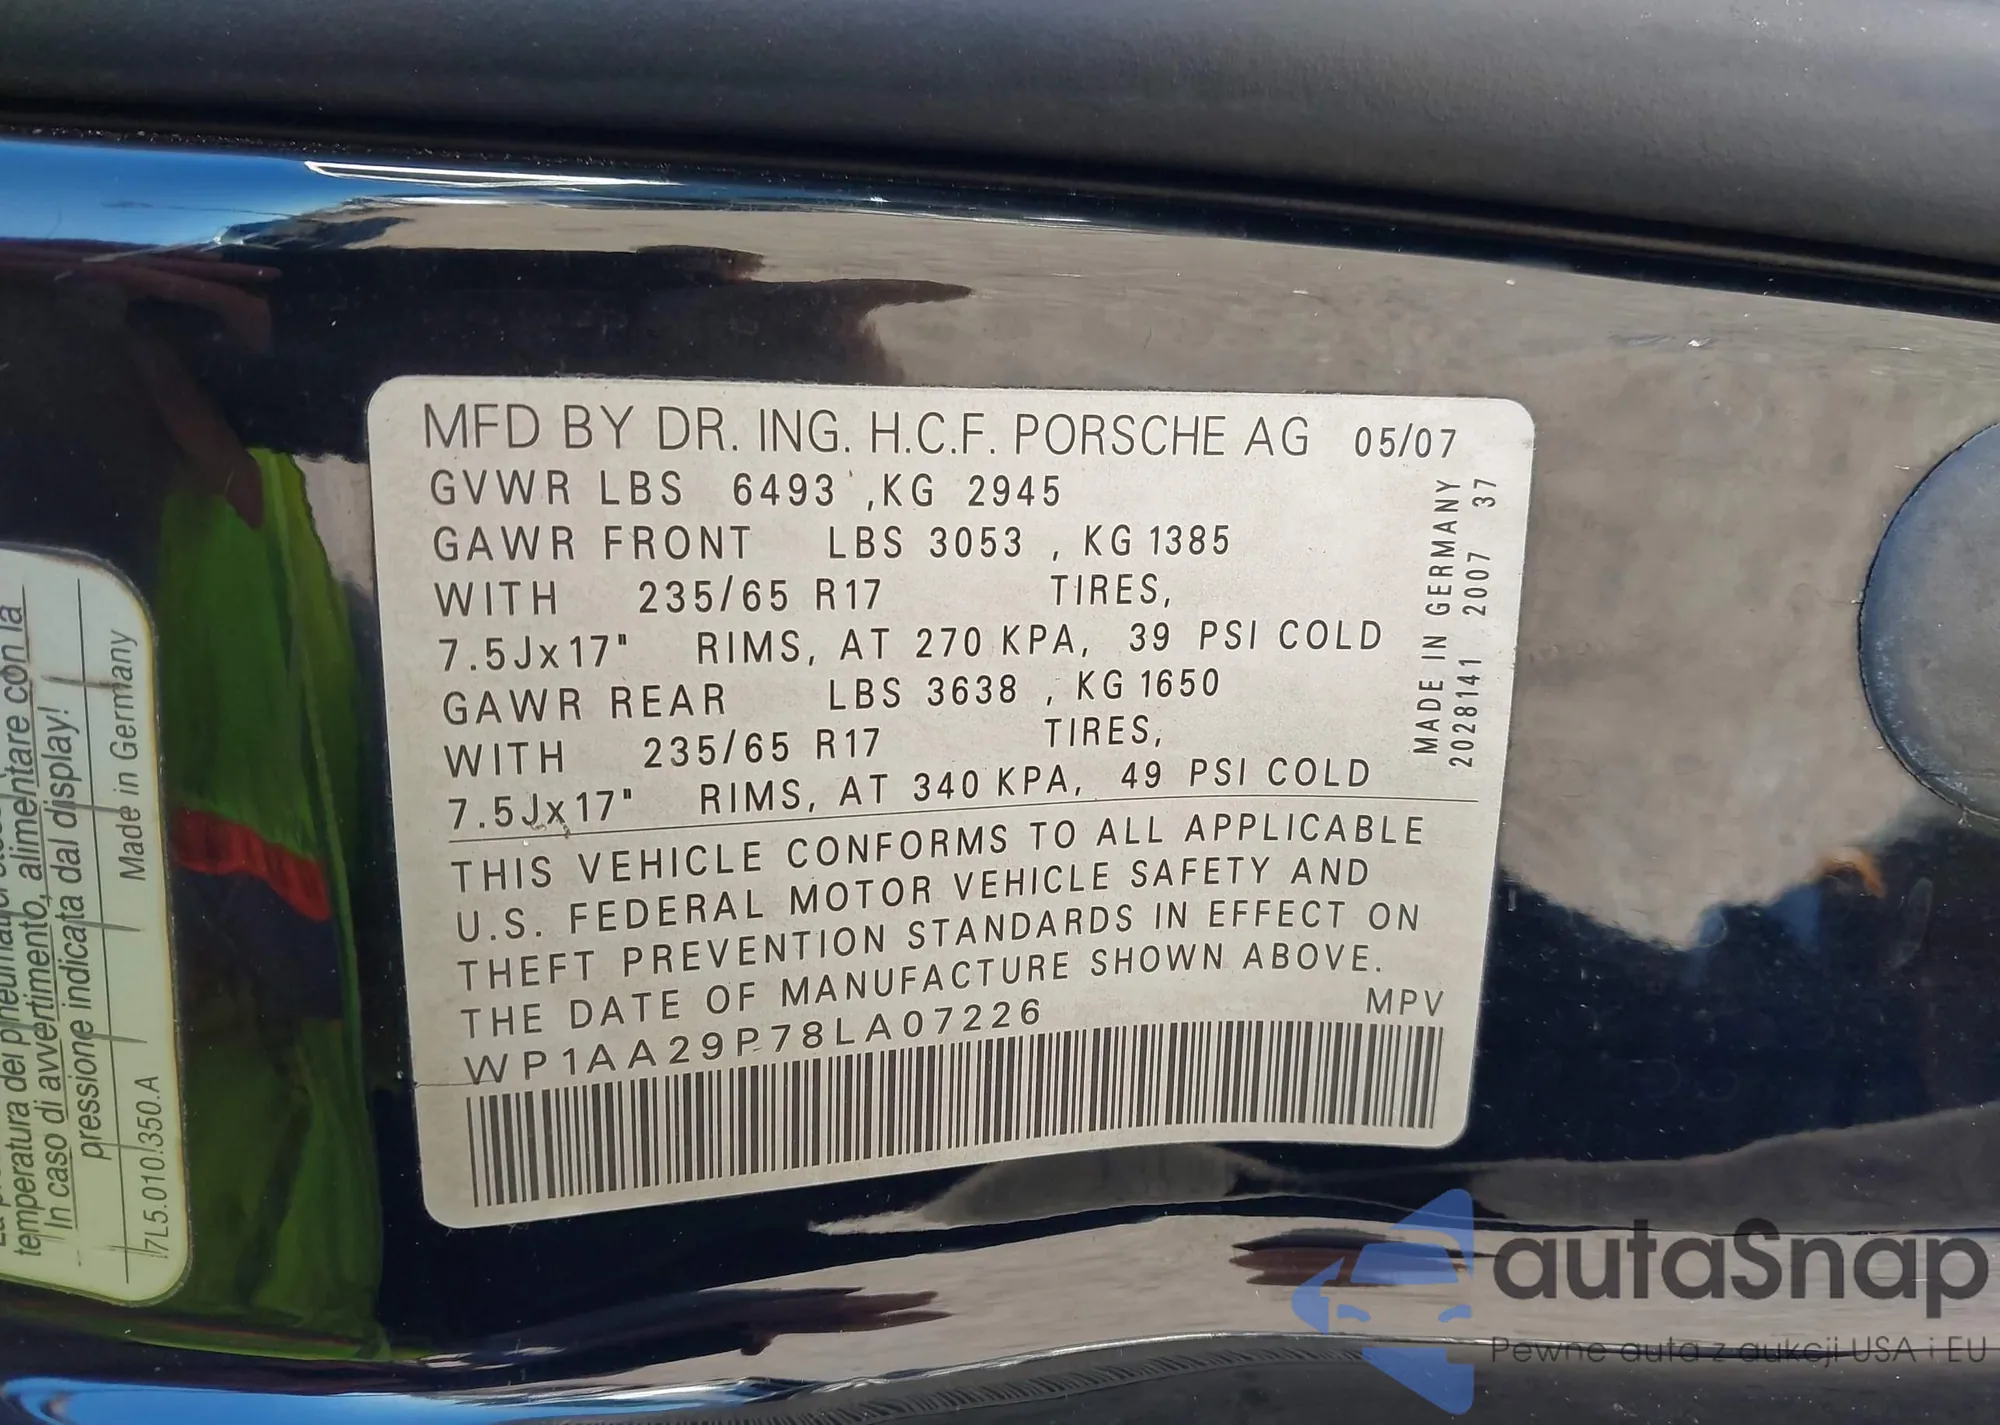 MFD BY DR. ING. H.C.F. PORSCHE AG 05/07
GVWR LBS 6493 ,KG 2945
GAWR FRONT LBS 3053 , KG 1385
WITH 235/65 R17 TIRES,
7.5Jx17" RIMS, AT 270 KPA, 39 PSI COLD
GAWR REAR LBS 3638 , KG 1650
WITH 235/65 R17 TIRES,
7.5Jx17" RIMS, AT 340 KPA, 49 PSI COLD
MADE IN GERMANY
2028141 2007 37
THIS VEHICLE CONFORMS TO ALL APPLICABLE
U.S. FEDERAL MOTOR VEHICLE SAFETY AND
THEFT PREVENTION STANDARDS IN EFFECT ON
THE DATE OF MANUFACTURE SHOWN ABOVE.
WP1AA29P78LA07226 MPV
temperatura dei pneumatici
In caso di avvertimento, alimentare con la
pressione indicata dal display!
7L5.010.350.A Made in Germany
autaSnap
Pewne auta z aukcji USA i EU